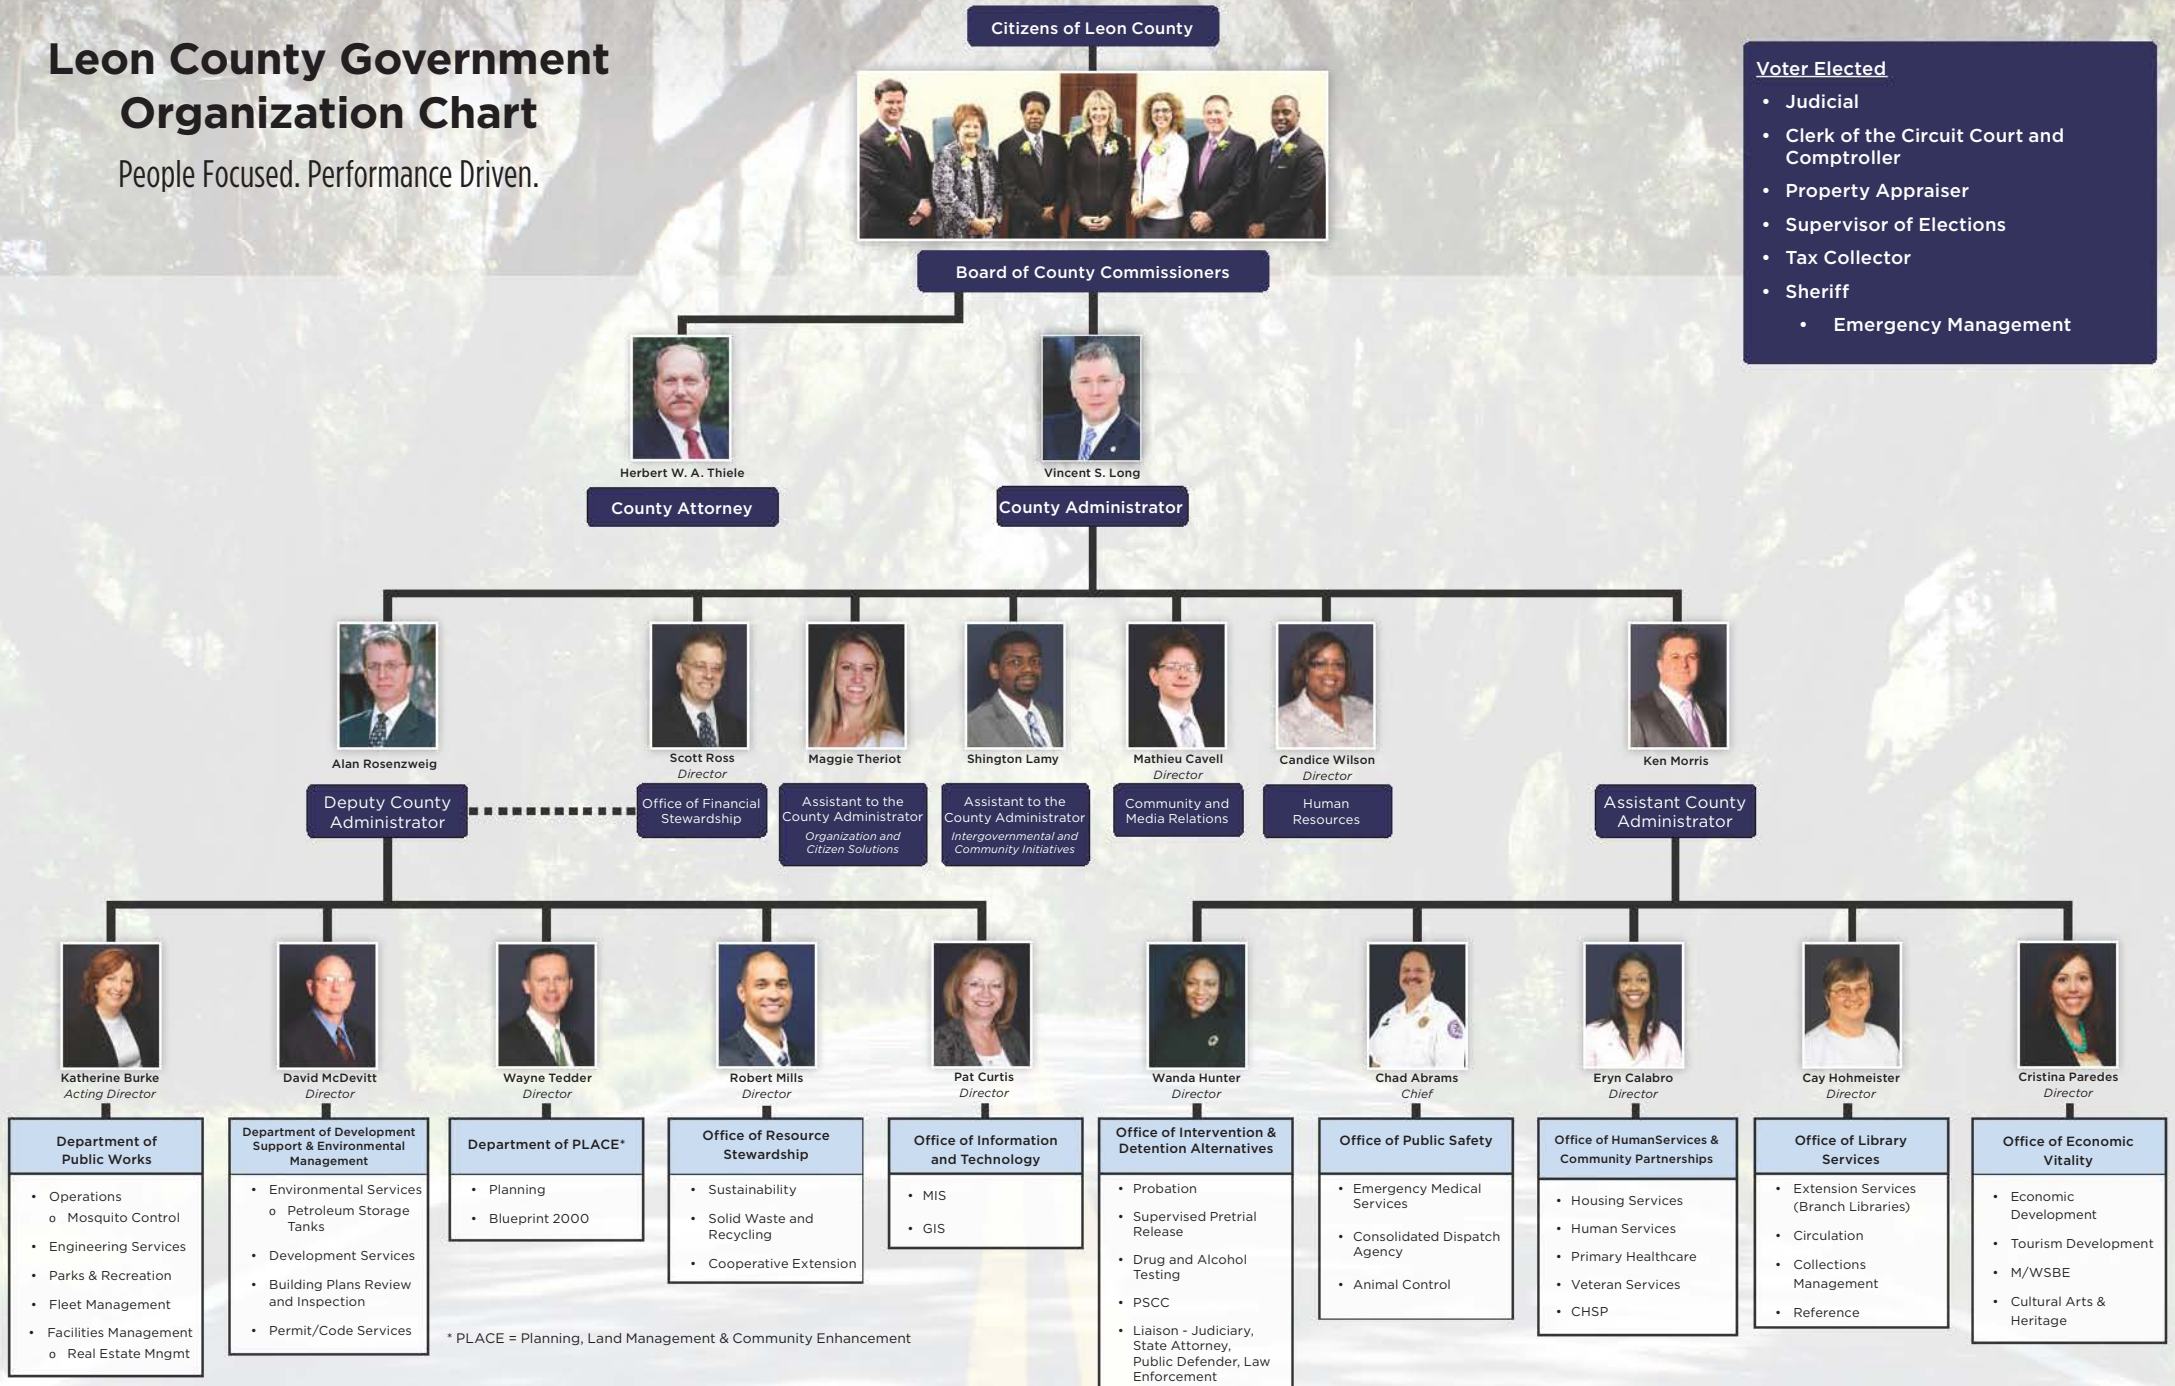 Leon County Government
Organization Chart
People Focused. Performance Driven.
Citizens of Leon County
Board of County Commissioners
Voter Elected
• Judicial
• Clerk of the Circuit Court and
Comptroller
• Property Appraiser
• Supervisor of Elections
• Tax Collector
• Sheriff
• Emergency Management
Herbert W. A. Thiele
County Attorney
Vincent S. Long
County Administrator
Alan Rosenzweig
Deputy County
Administrator
Scott Ross
Director
Office of Financial
Stewardship
Maggie Theriot
Assistant to the
County Administrator
Organization and
Citizen Solutions
Shington Lamy
Assistant to the
County Administrator
Intergovernmental and
Community Initiatives
Mathieu Cavell
Director
Community and
Media Relations
Candice Wilson
Director
Human
Resources
Ken Morris
Assistant County
Administrator
Katherine Burke
Acting Director
Department of
Public Works
• Operations
o Mosquito Control
• Engineering Services
• Parks & Recreation
• Fleet Management
• Facilities Management
o Real Estate Mngmt
David McDevitt
Director
Department of Development
Support & Environmental
Management
• Environmental Services
o Petroleum Storage
Tanks
• Development Services
• Building Plans Review
and Inspection
• Permit/Code Services
Wayne Tedder
Director
Department of PLACE*
• Planning
• Blueprint 2000
Robert Mills
Director
Office of Resource
Stewardship
• Sustainability
• Solid Waste and
Recycling
• Cooperative Extension
Pat Curtis
Director
Office of Information
and Technology
• MIS
• GIS
Wanda Hunter
Director
Office of Intervention &
Detention Alternatives
• Probation
• Supervised Pretrial
Release
• Drug and Alcohol
Testing
• PSCC
• Liaison - Judiciary,
State Attorney,
Public Defender, Law
Enforcement
Chad Abrams
Chief
Office of Public Safety
• Emergency Medical
Services
• Consolidated Dispatch
Agency
• Animal Control
Eryn Calabro
Director
Office of HumanServices &
Community Partnerships
• Housing Services
• Human Services
• Primary Healthcare
• Veteran Services
• CHSP
Cay Hohmeister
Director
Office of Library
Services
• Extension Services
(Branch Libraries)
• Circulation
• Collections
Management
• Reference
Cristina Paredes
Director
Office of Economic
Vitality
• Economic
Development
• Tourism Development
• M/WSBE
• Cultural Arts &
Heritage
* PLACE = Planning, Land Management & Community Enhancement